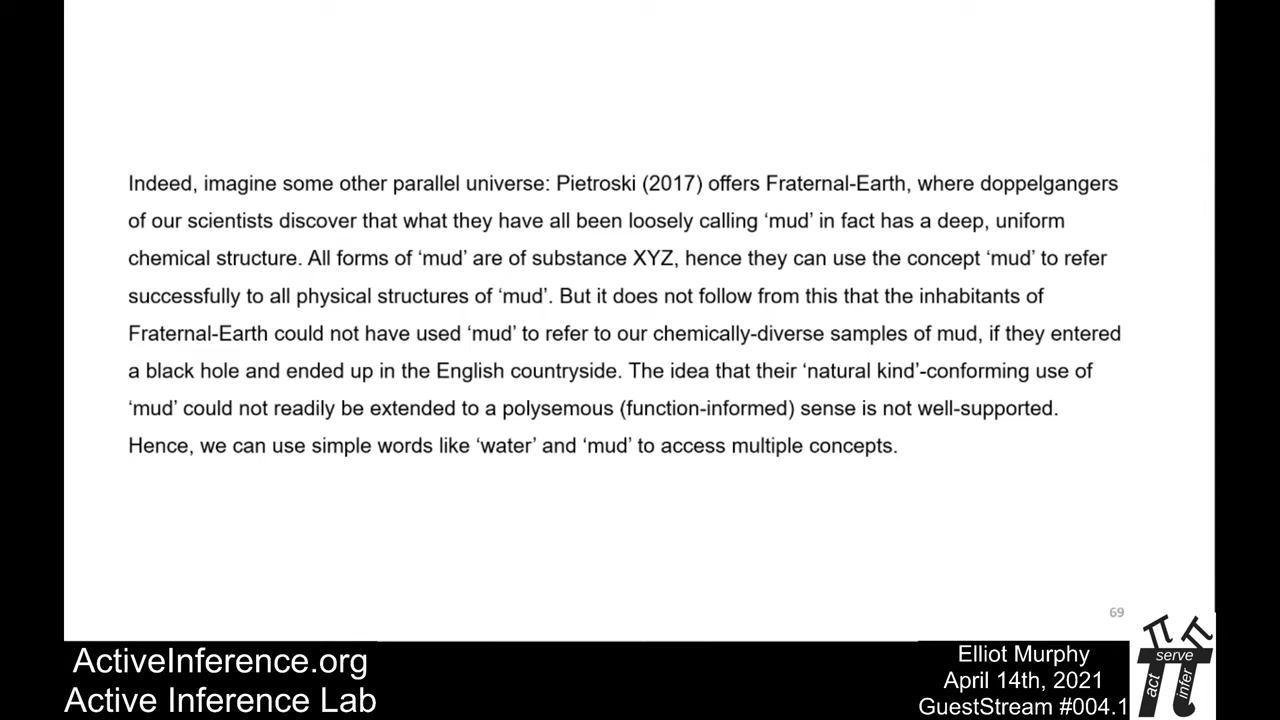 Indeed, imagine some other parallel universe: Pietroski (2017) offers Fraternal-Earth, where doppelgangers
of our scientists discover that what they have all been loosely calling ‘mud’ in fact has a deep, uniform
chemical structure. All forms of ‘mud’ are of substance XYZ, hence they can use the concept ‘mud’ to refer
successfully to all physical structures of ‘mud’. But it does not follow from this that the inhabitants of
Fraternal-Earth could not have used ‘mud’ to refer to our chemically-diverse samples of mud, if they entered
a black hole and ended up in the English countryside. The idea that their ‘natural kind’-conforming use of
‘mud’ could not readily be extended to a polysemous (function-informed) sense is not well-supported.
Hence, we can use simple words like ‘water’ and ‘mud’ to access multiple concepts.
69
ActiveInference.org
Active Inference Lab
Elliot Murphy
April 14th, 2021
GuestStream #004.1
π π
serve
π
act
infer